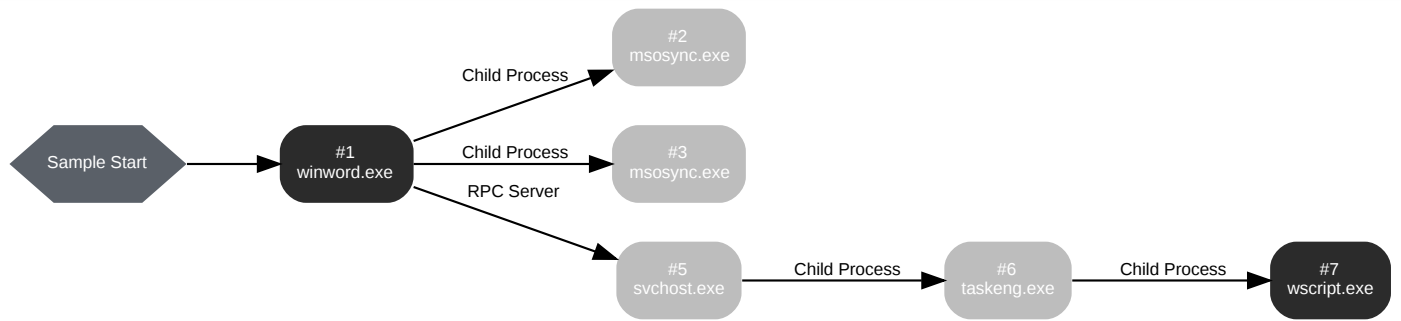 #2
msosync.exe
Child Process
Sample Start
#1
winword.exe
Child Process
#3
msosync.exe
RPC Server
#5
svchost.exe
Child Process
#6
taskeng.exe
Child Process
#7
wscript.exe